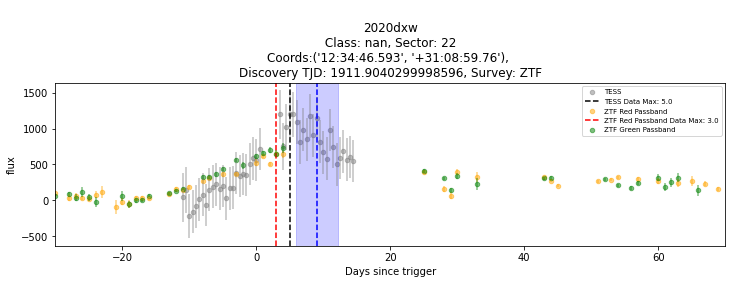 2020dxw
Class: nan, Sector: 22
Coords:('12:34:46.593', '+31:08:59.76'),
Discovery TJD: 1911.9040299998596, Survey: ZTF
TESS
TESS Data Max: 5.0
ZTF Red Passband
ZTF Red Passband Data Max: 3.0
ZTF Green Passband
flux
1500
1000
500
0
−500
−20
0
20
40
60
Days since trigger